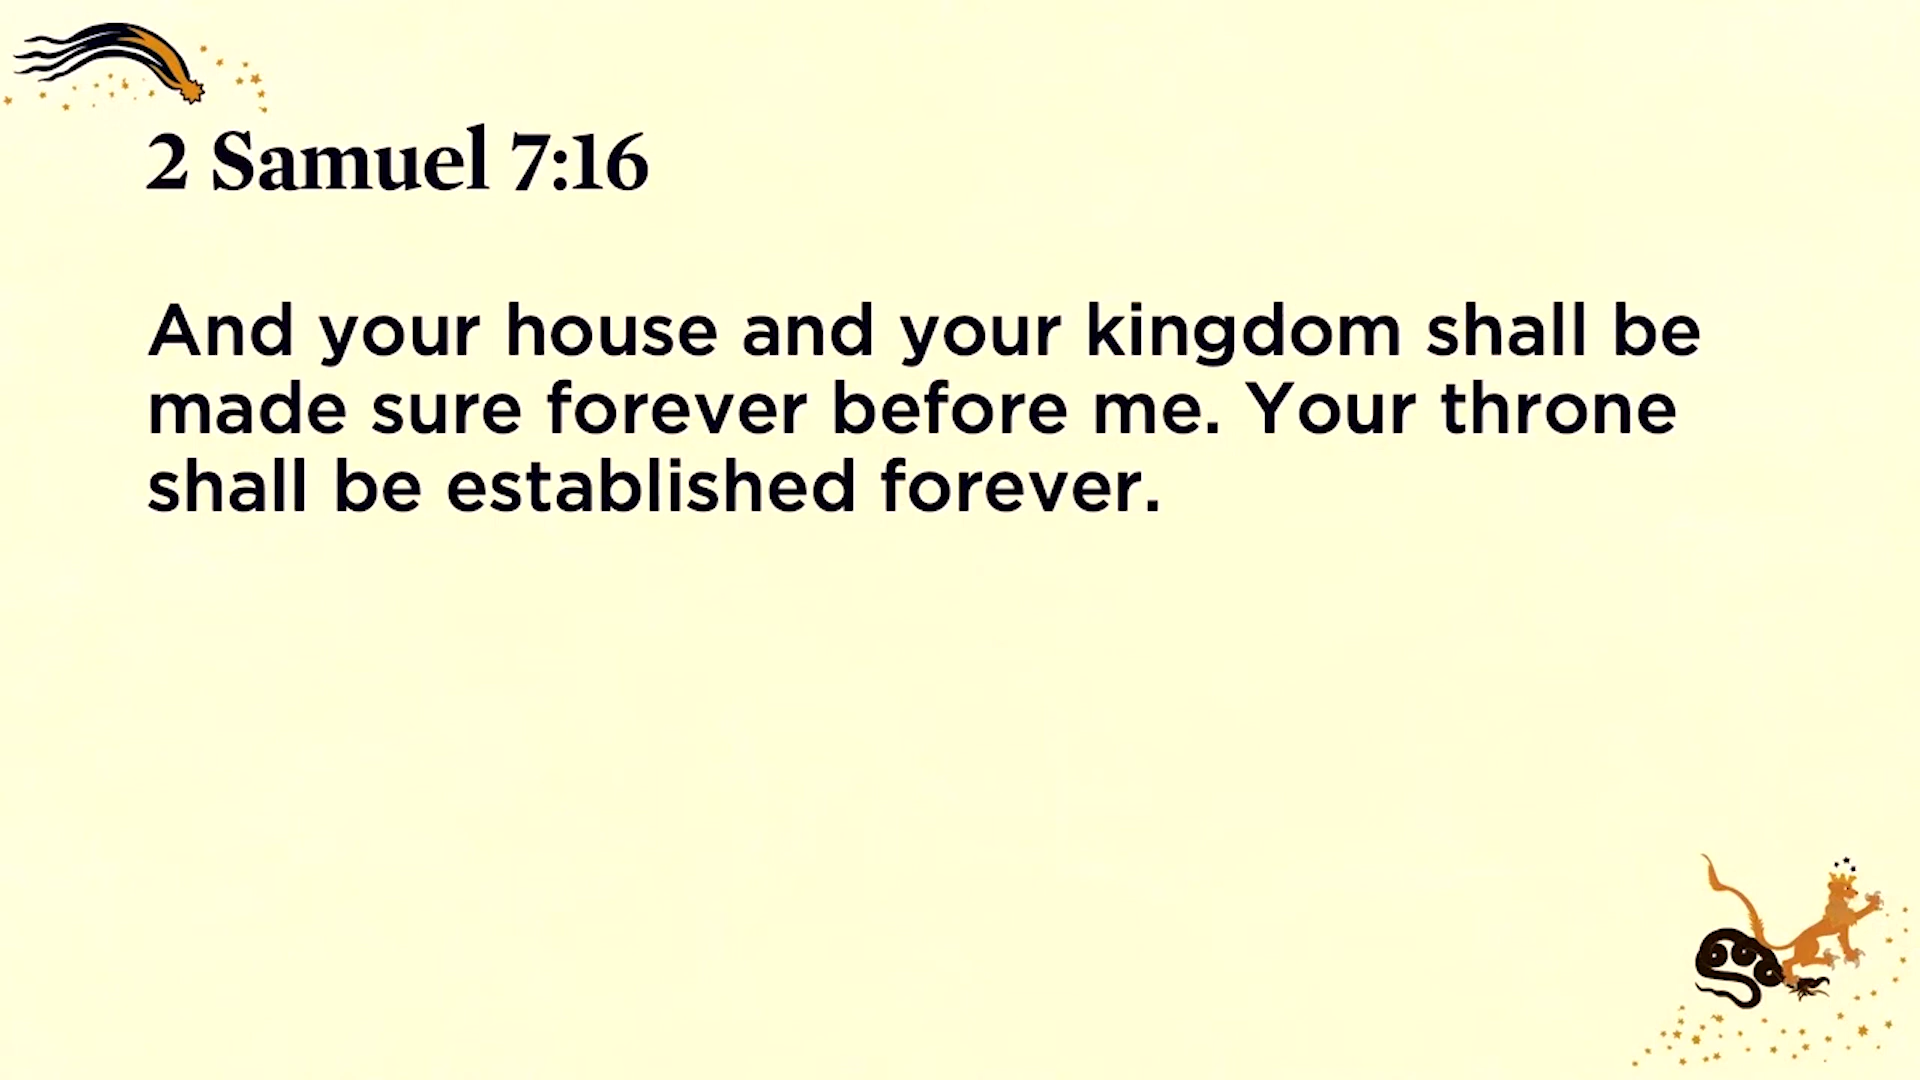 2 Samuel 7:16
And your house and your kingdom shall be
made sure forever before me. Your throne
shall be established forever.